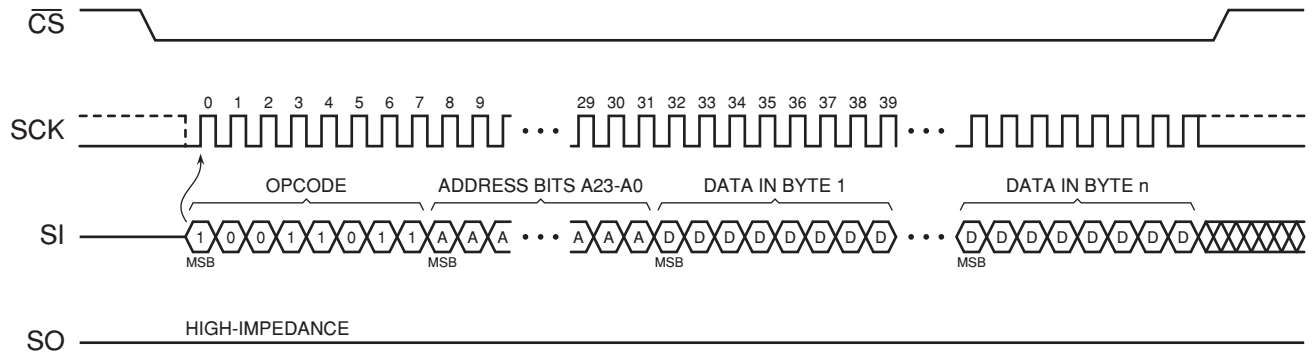 CS
0 1 2 3 4 5 6 7 8 9 29 30 31 32 33 34 35 36 37 38 39
SCK
OPCODE ADDRESS BITS A23-A0 DATA IN BYTE 1 DATA IN BYTE n
SI 1 0 0 1 1 0 1 1 A A A A A A D D D D D D D D D D D D D D D D
MSB MSB MSB MSB
HIGH-IMPEDANCE
SO